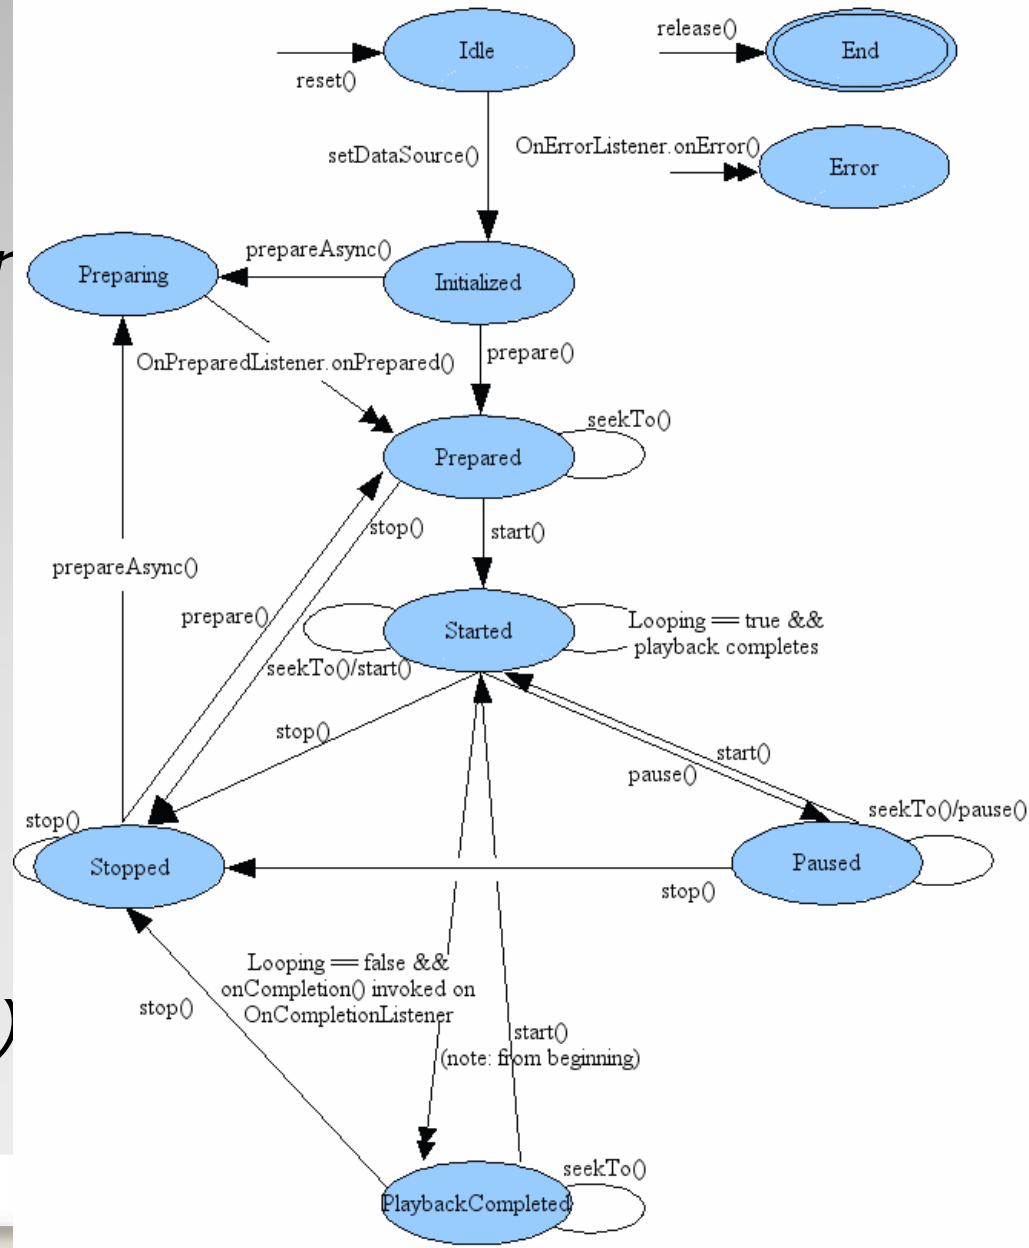 Idle
release()
End
reset()
setDataSource()
OnErrorListener.onError()
Error
prepareAsync()
Preparing
Initialized
prepare()
OnPreparedListener.onPrepared()
seekTo()
Prepared
stop()
start()
prepareAsync()
prepare()
Started
Looping == true &&
playback completes
seekTo()/start()
stop()
start()
pause()
seekTo()/pause()
stop()
Stopped
Paused
stop()
Looping == false &&
onCompletion() invoked on
OnCompletionListener
stop()
start()
(note: from beginning)
seekTo()
PlaybackCompleted